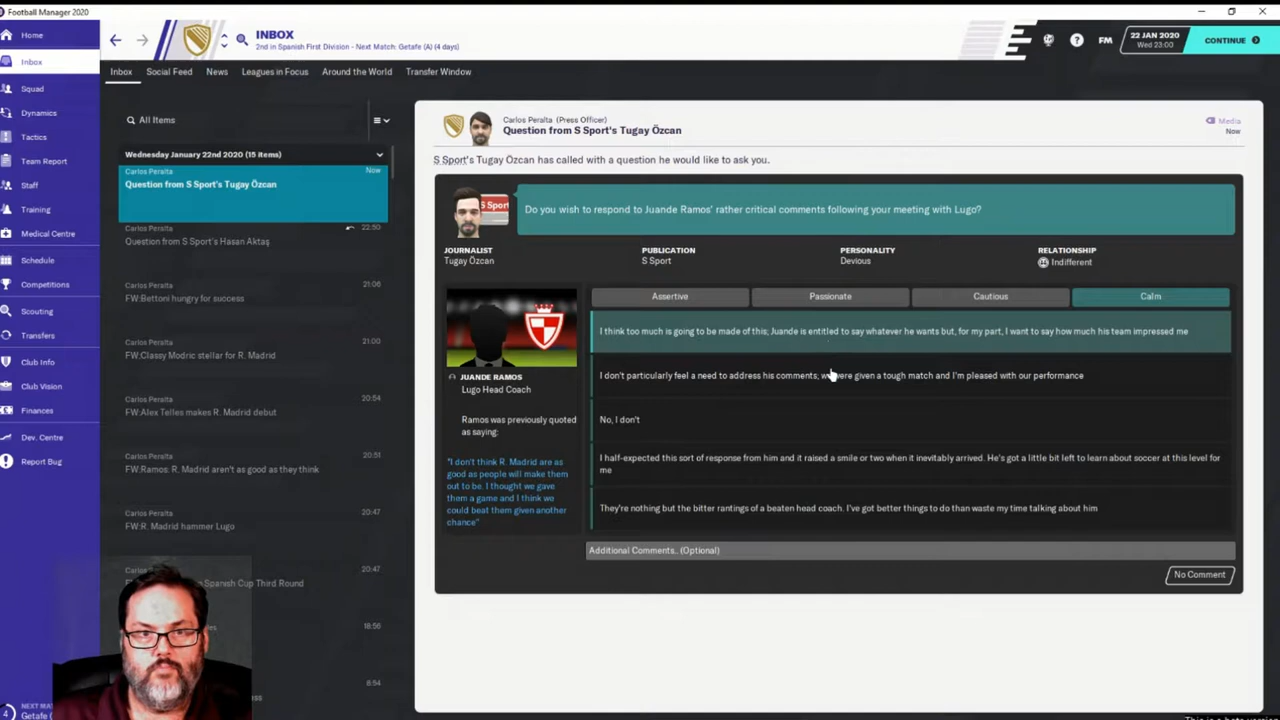 Football Manager 2020
Home
Inbox
Squad
Dynamics
Tactics
Team Report
Staff
Training
Medical Centre
Schedule
Competitions
Scouting
Transfers
Club Info
Club Vision
Finances
Dev. Centre
Report Bug
4
NEXT MA
Getafe (A)
INBOX
2nd in Spanish First Division - Next Match: Getafe (A) (4 days)
FM
22 JAN 2020
Wed 23:00
CONTINUE
Inbox
Social Feed
News
Leagues in Focus
Around the World
Transfer Window
All Items
Wednesday January 22nd 2020 (15 items)
Carlos Peralta
Now
Question from S Sport's Tugay Özcan
Carlos Peralta
22:50
Question from S Sport's Hasan Aktaş
Carlos Peralta
21:06
FW:Bettoni hungry for success
Carlos Peralta
21:00
FW:Classy Modric stellar for R. Madrid
Carlos Peralta
20:54
FW:Alex Telles makes R. Madrid debut
Carlos Peralta
20:51
FW:Ramos: R. Madrid aren't as good as they think
Carlos Peralta
20:47
FW:R. Madrid hammer Lugo
20:47
Spanish Cup Third Round
18:56
8:54
Carlos Peralta (Press Officer)
Question from S Sport's Tugay Özcan
Media
Now
S Sport's Tugay Özcan has called with a question he would like to ask you.
S Sport
Do you wish to respond to Juande Ramos' rather critical comments following your meeting with Lugo?
JOURNALIST
Tugay Özcan
PUBLICATION
S Sport
PERSONALITY
Devious
RELATIONSHIP
Indifferent
Assertive
Passionate
Cautious
Calm
JUANDE RAMOS
Lugo Head Coach
Ramos was previously quoted
as saying:
"I don't think R. Madrid are as
good as people will make them
out to be. I thought we gave
them a game and I think we
could beat them given another
chance"
I think too much is going to be made of this; Juande is entitled to say whatever he wants but, for my part, I want to say how much his team impressed me
I don't particularly feel a need to address his comments; we were given a tough match and I'm pleased with our performance
No, I don't
I half-expected this sort of response from him and it raised a smile or two when it inevitably arrived. He's got a little bit left to learn about soccer at this level for
me
They're nothing but the bitter rantings of a beaten head coach. I've got better things to do than waste my time talking about him
Additional Comments.. (Optional)
No Comment